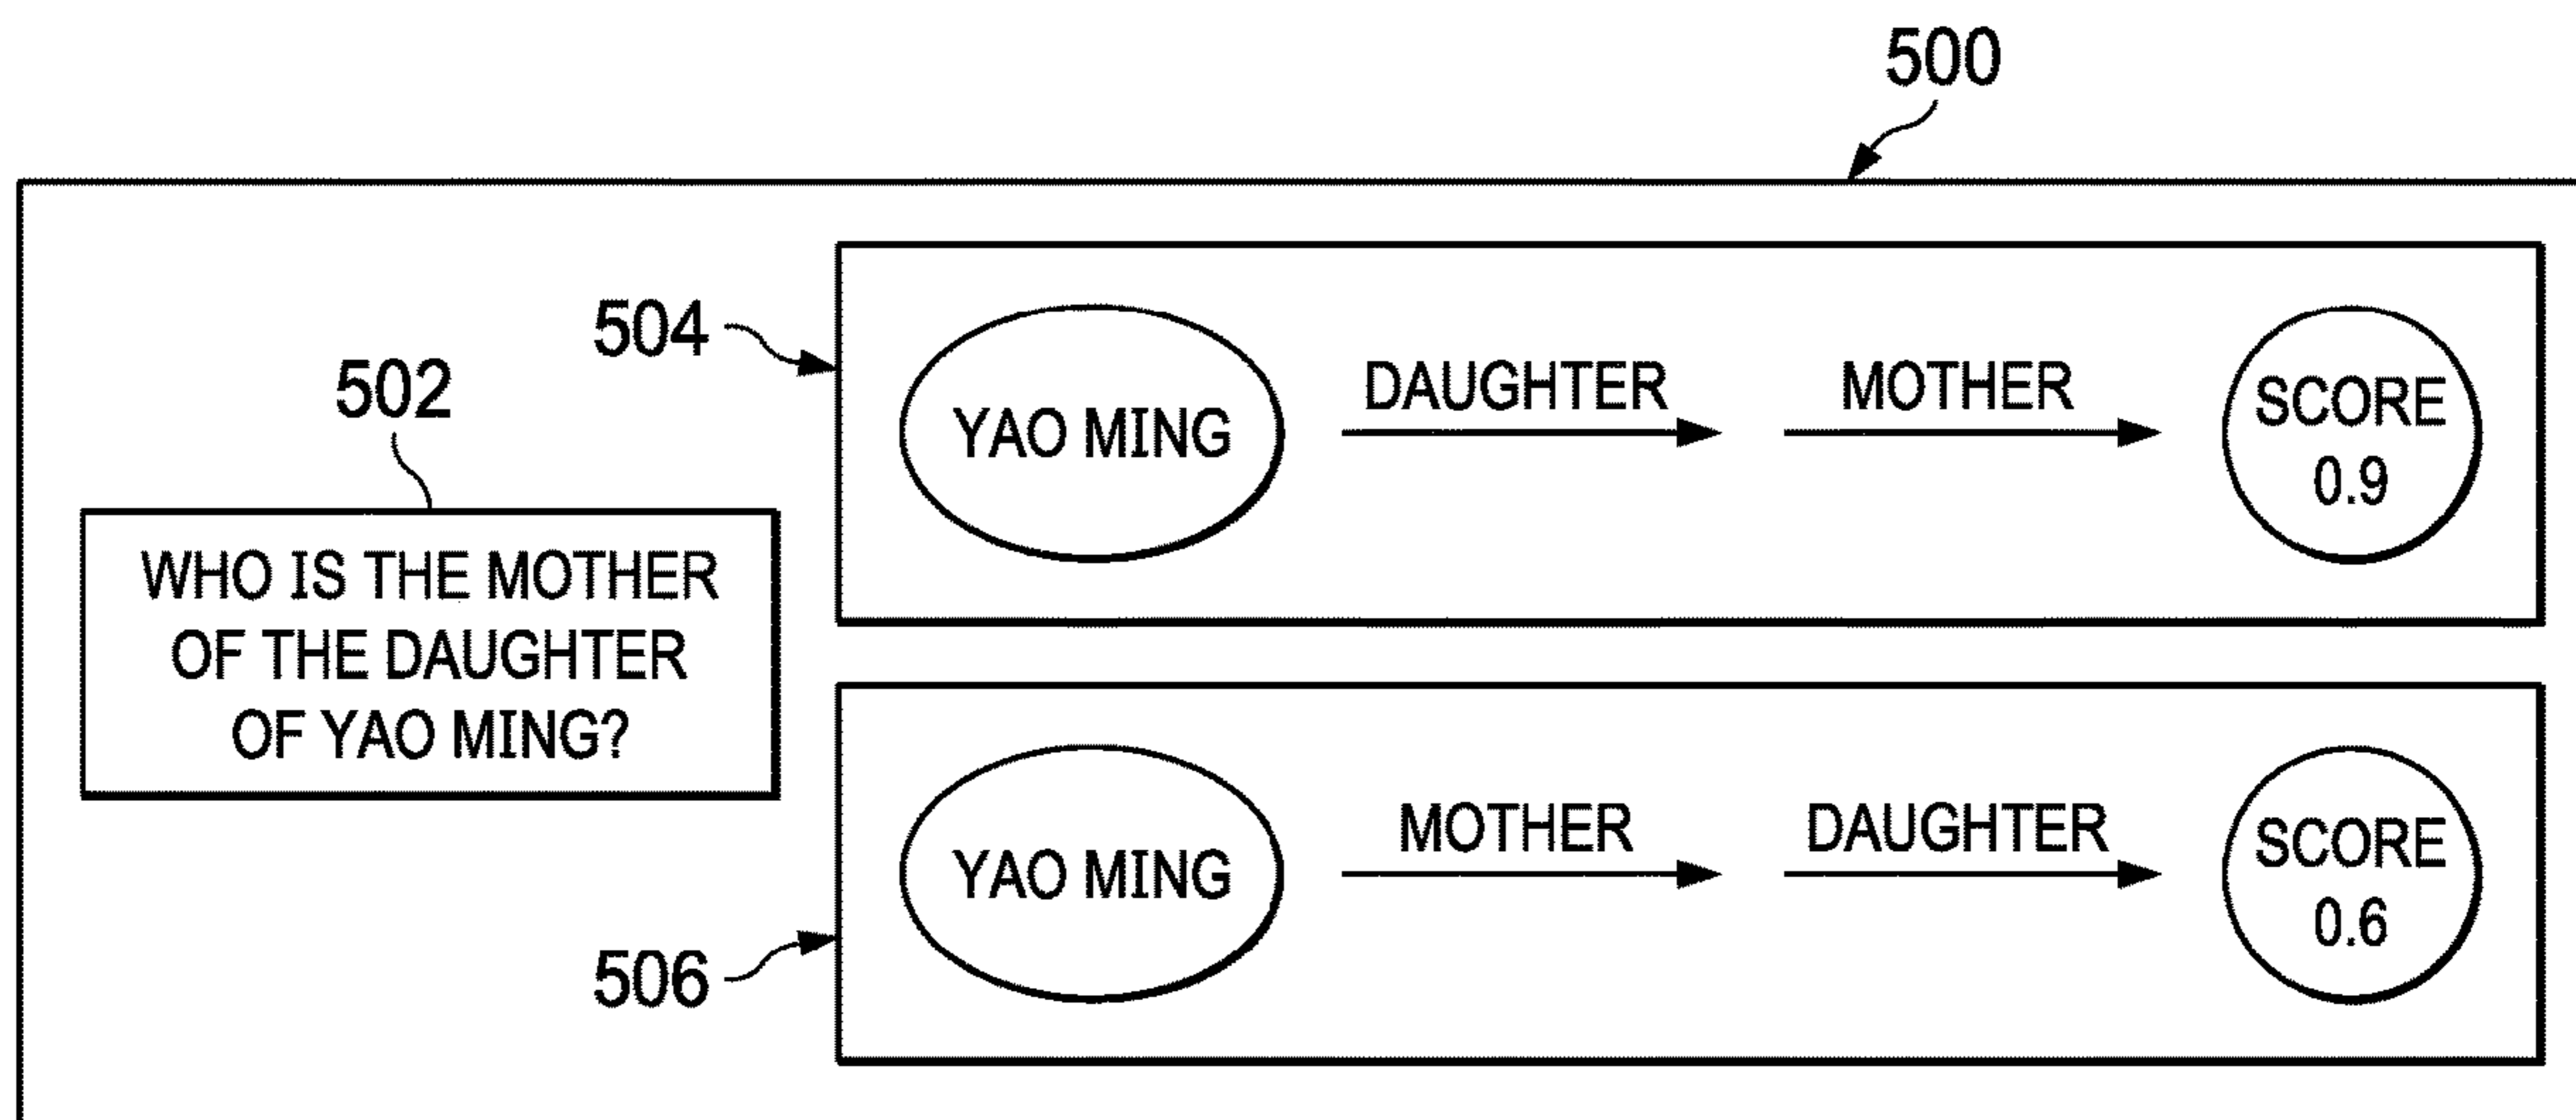 500
504
YAO MING
DAUGHTER
MOTHER
SCORE
0.9
502
WHO IS THE MOTHER
OF THE DAUGHTER
OF YAO MING?
506
YAO MING
MOTHER
DAUGHTER
SCORE
0.6